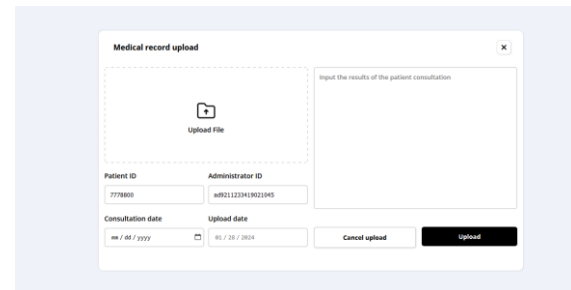 Medical record upload
×
Input the results of the patient consultation
Upload File
Patient ID
Administrator ID
7778800
ad9211233419021045
Consultation date
Upload date
mm / dd / yyyy
01 / 20 / 2024
Cancel upload
Upload